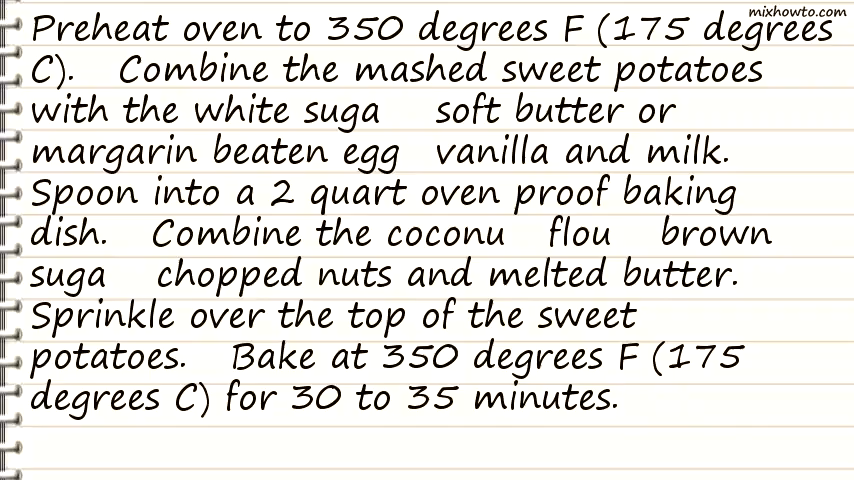 mixhowto.com
Preheat oven to 350 degrees F (175 degrees
C). Combine the mashed sweet potatoes
with the white suga soft butter or
margarin beaten egg vanilla and milk.
Spoon into a 2 quart oven proof baking
dish. Combine the coconu flou brown
suga chopped nuts and melted butter.
Sprinkle over the top of the sweet
potatoes. Bake at 350 degrees F (175
degrees C) for 30 to 35 minutes.